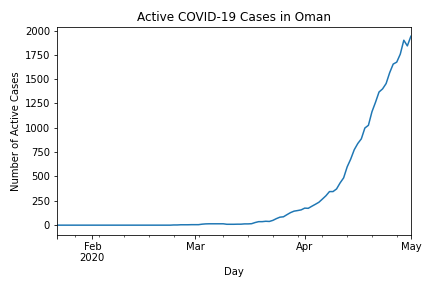 Active COVID-19 Cases in Oman
Number of Active Cases
2000
1750
1500
1250
1000
750
500
250
0
Feb
2020
Mar
Apr
May
Day